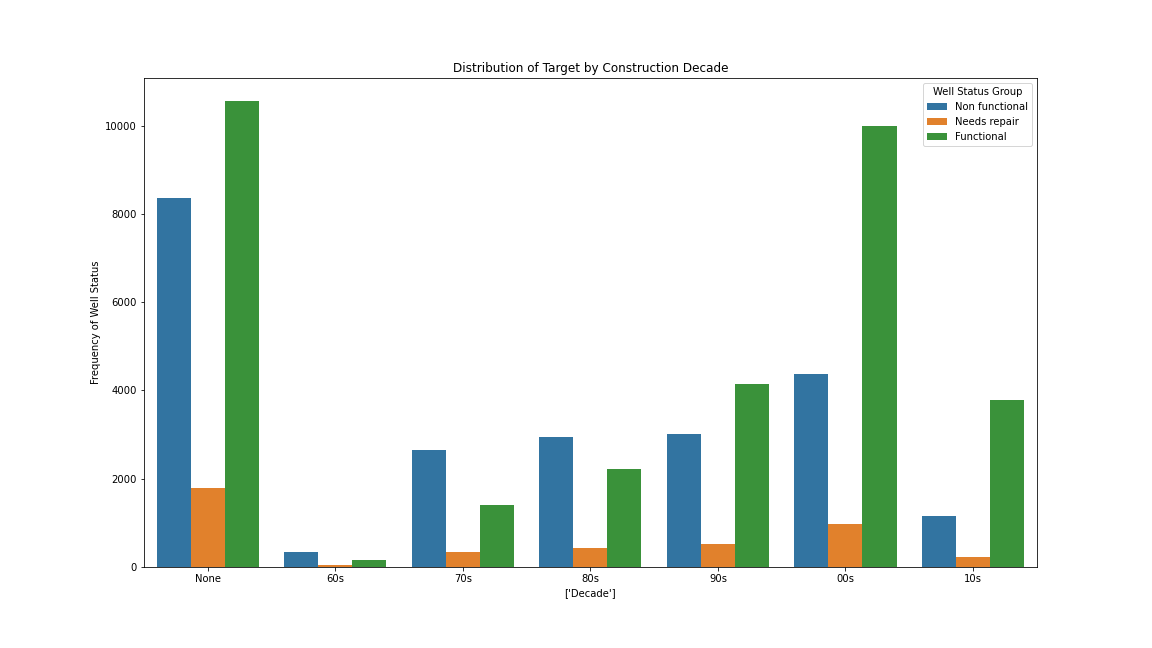 Distribution of Target by Construction Decade
Well Status Group
Non functional
Needs repair
Functional
Frequency of Well Status
10000
8000
6000
4000
2000
0
None 60s 70s 80s 90s 00s 10s
['Decade']